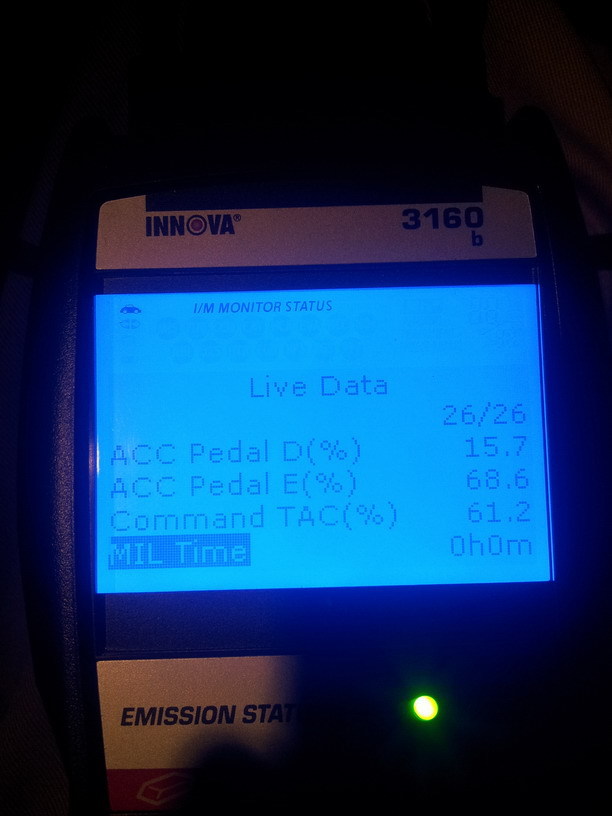 INNOVA®
3160
b
I/M MONITOR STATUS
Live Data
26/26
ACC Pedal D(%) 15.7
ACC Pedal E(%) 68.6
Command TAC(%) 61.2
MIL Time 0h0m
EMISSION STAT